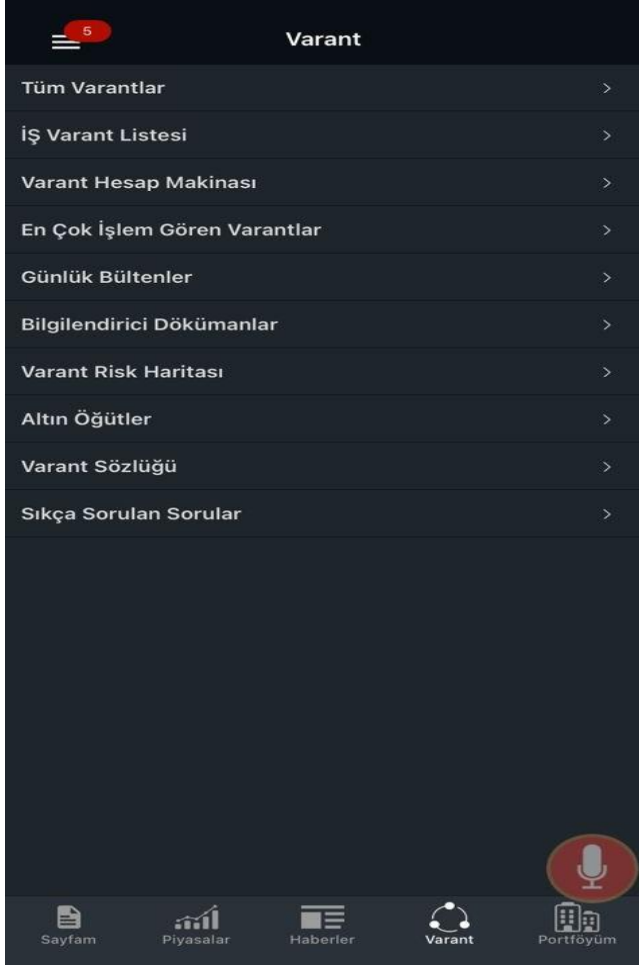 5
Varant
Tüm Varantlar
İŞ Varant Listesi
Varant Hesap Makinası
En Çok İşlem Gören Varantlar
Günlük Bültenler
Bilgilendirici Dökümanlar
Varant Risk Haritası
Altın Öğütler
Varant Sözlüğü
Sıkça Sorulan Sorular
Sayfam Piyasalar Haberler Varant Portföyüm